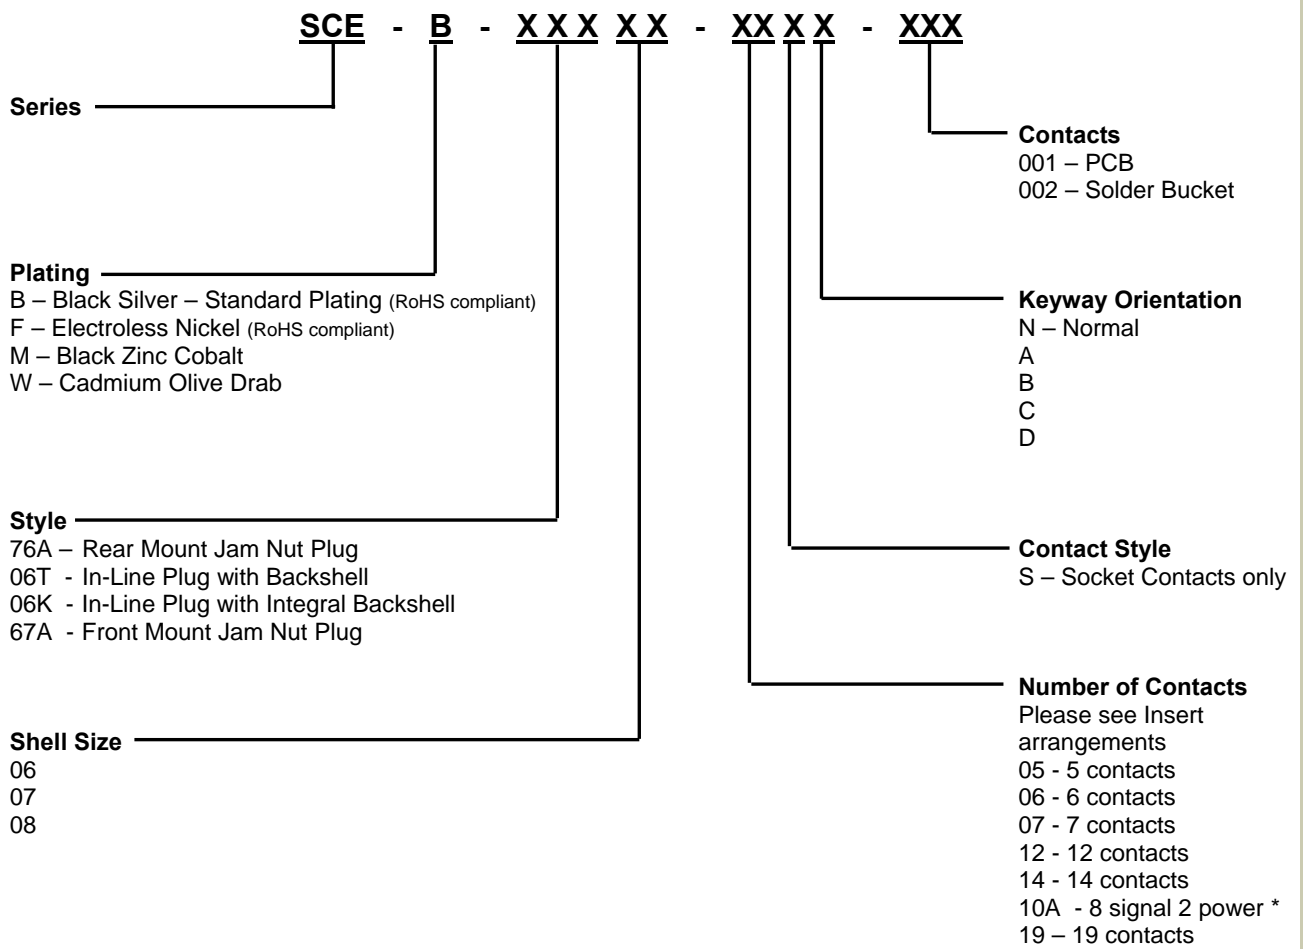 SCE - B - X X X X X - XX X X - XXX
Series
Contacts
001 – PCB
002 – Solder Bucket
Plating
B – Black Silver – Standard Plating (RoHS compliant)
F – Electroless Nickel (RoHS compliant)
M – Black Zinc Cobalt
W – Cadmium Olive Drab
Keyway Orientation
N – Normal
A
B
C
D
Style
76A – Rear Mount Jam Nut Plug
06T - In-Line Plug with Backshell
06K - In-Line Plug with Integral Backshell
67A - Front Mount Jam Nut Plug
Contact Style
S – Socket Contacts only
Shell Size
06
07
08
Number of Contacts
Please see Insert
arrangements
05 - 5 contacts
06 - 6 contacts
07 - 7 contacts
12 - 12 contacts
14 - 14 contacts
10A - 8 signal 2 power *
19 – 19 contacts